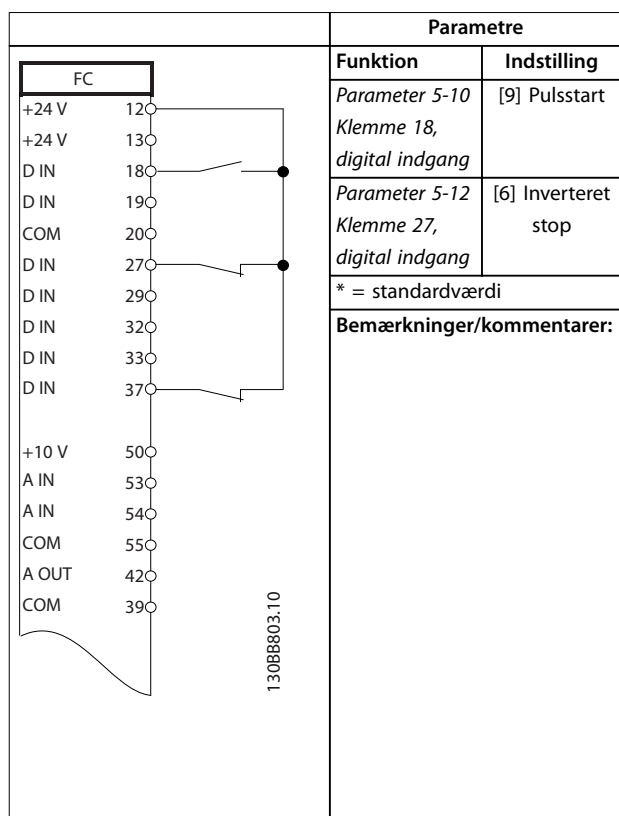 FC
+24 V 12
+24 V 13
D IN 18
D IN 19
COM 20
D IN 27
D IN 29
D IN 32
D IN 33
D IN 37
+10 V 50
A IN 53
A IN 54
COM 55
A OUT 42
COM 39
130BB803.10
Parametre
Funktion Indstilling
Parameter 5-10 [9] Pulsstart
Klemme 18,
digital indgang
Parameter 5-12 [6] Inverteret
Klemme 27, stop
digital indgang
* = standardværdi
Bemærkninger/kommentarer: